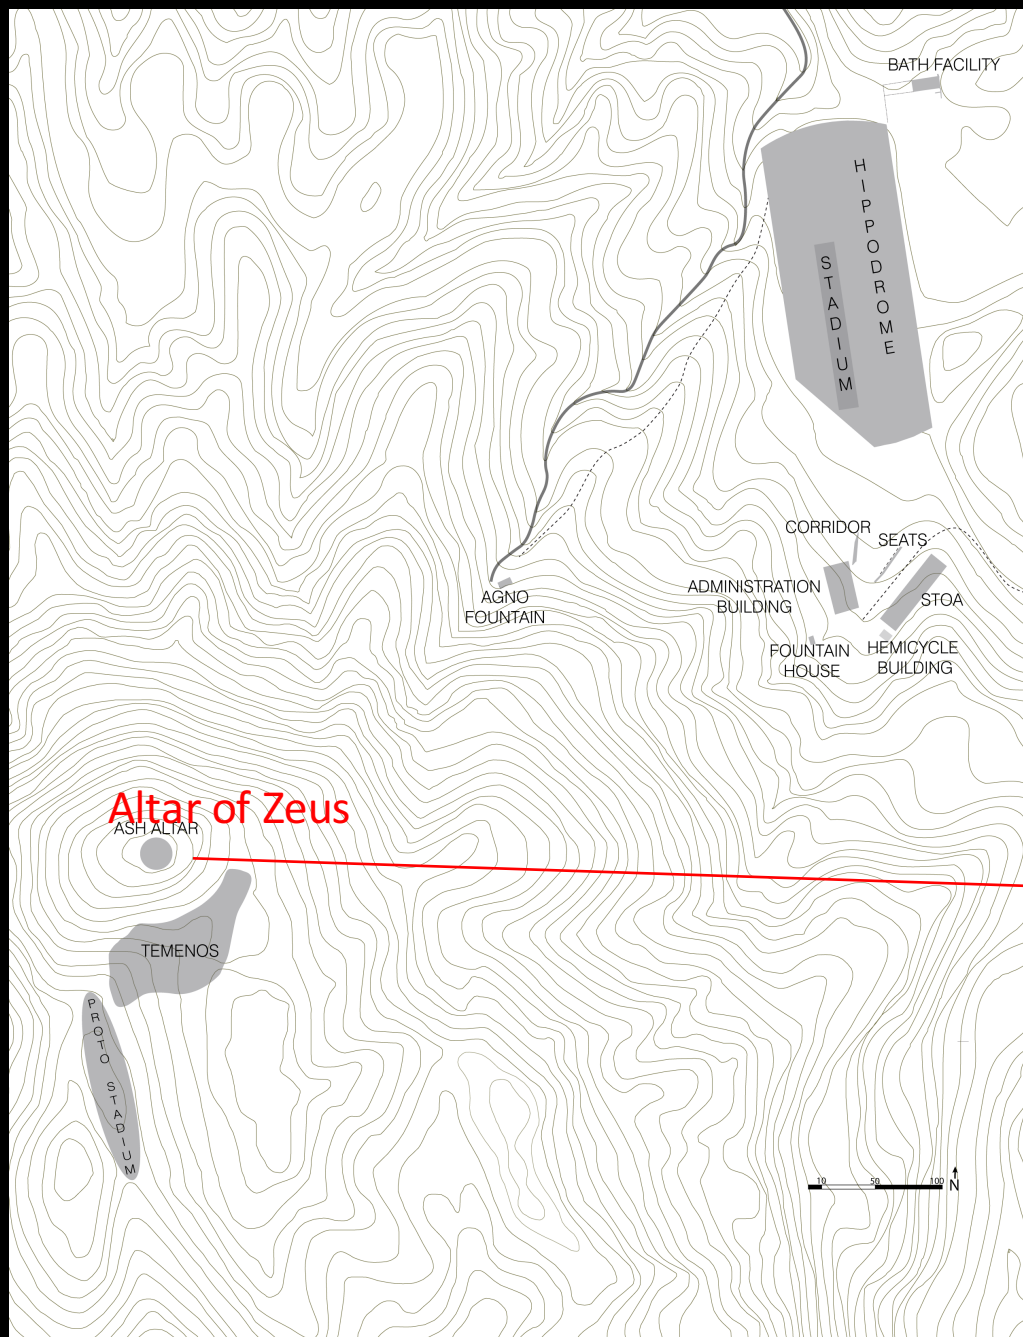 BATH FACILITY
HIPPODROME
STADIUM
CORRIDOR
SEATS
ADMINISTRATION
BUILDING
STOA
AGNO
FOUNTAIN
FOUNTAIN
HOUSE
HEMICYCLE
BUILDING
Altar of Zeus
ASH ALTAR
TEMENOS
PROTO STADIUM
10 50 100
N